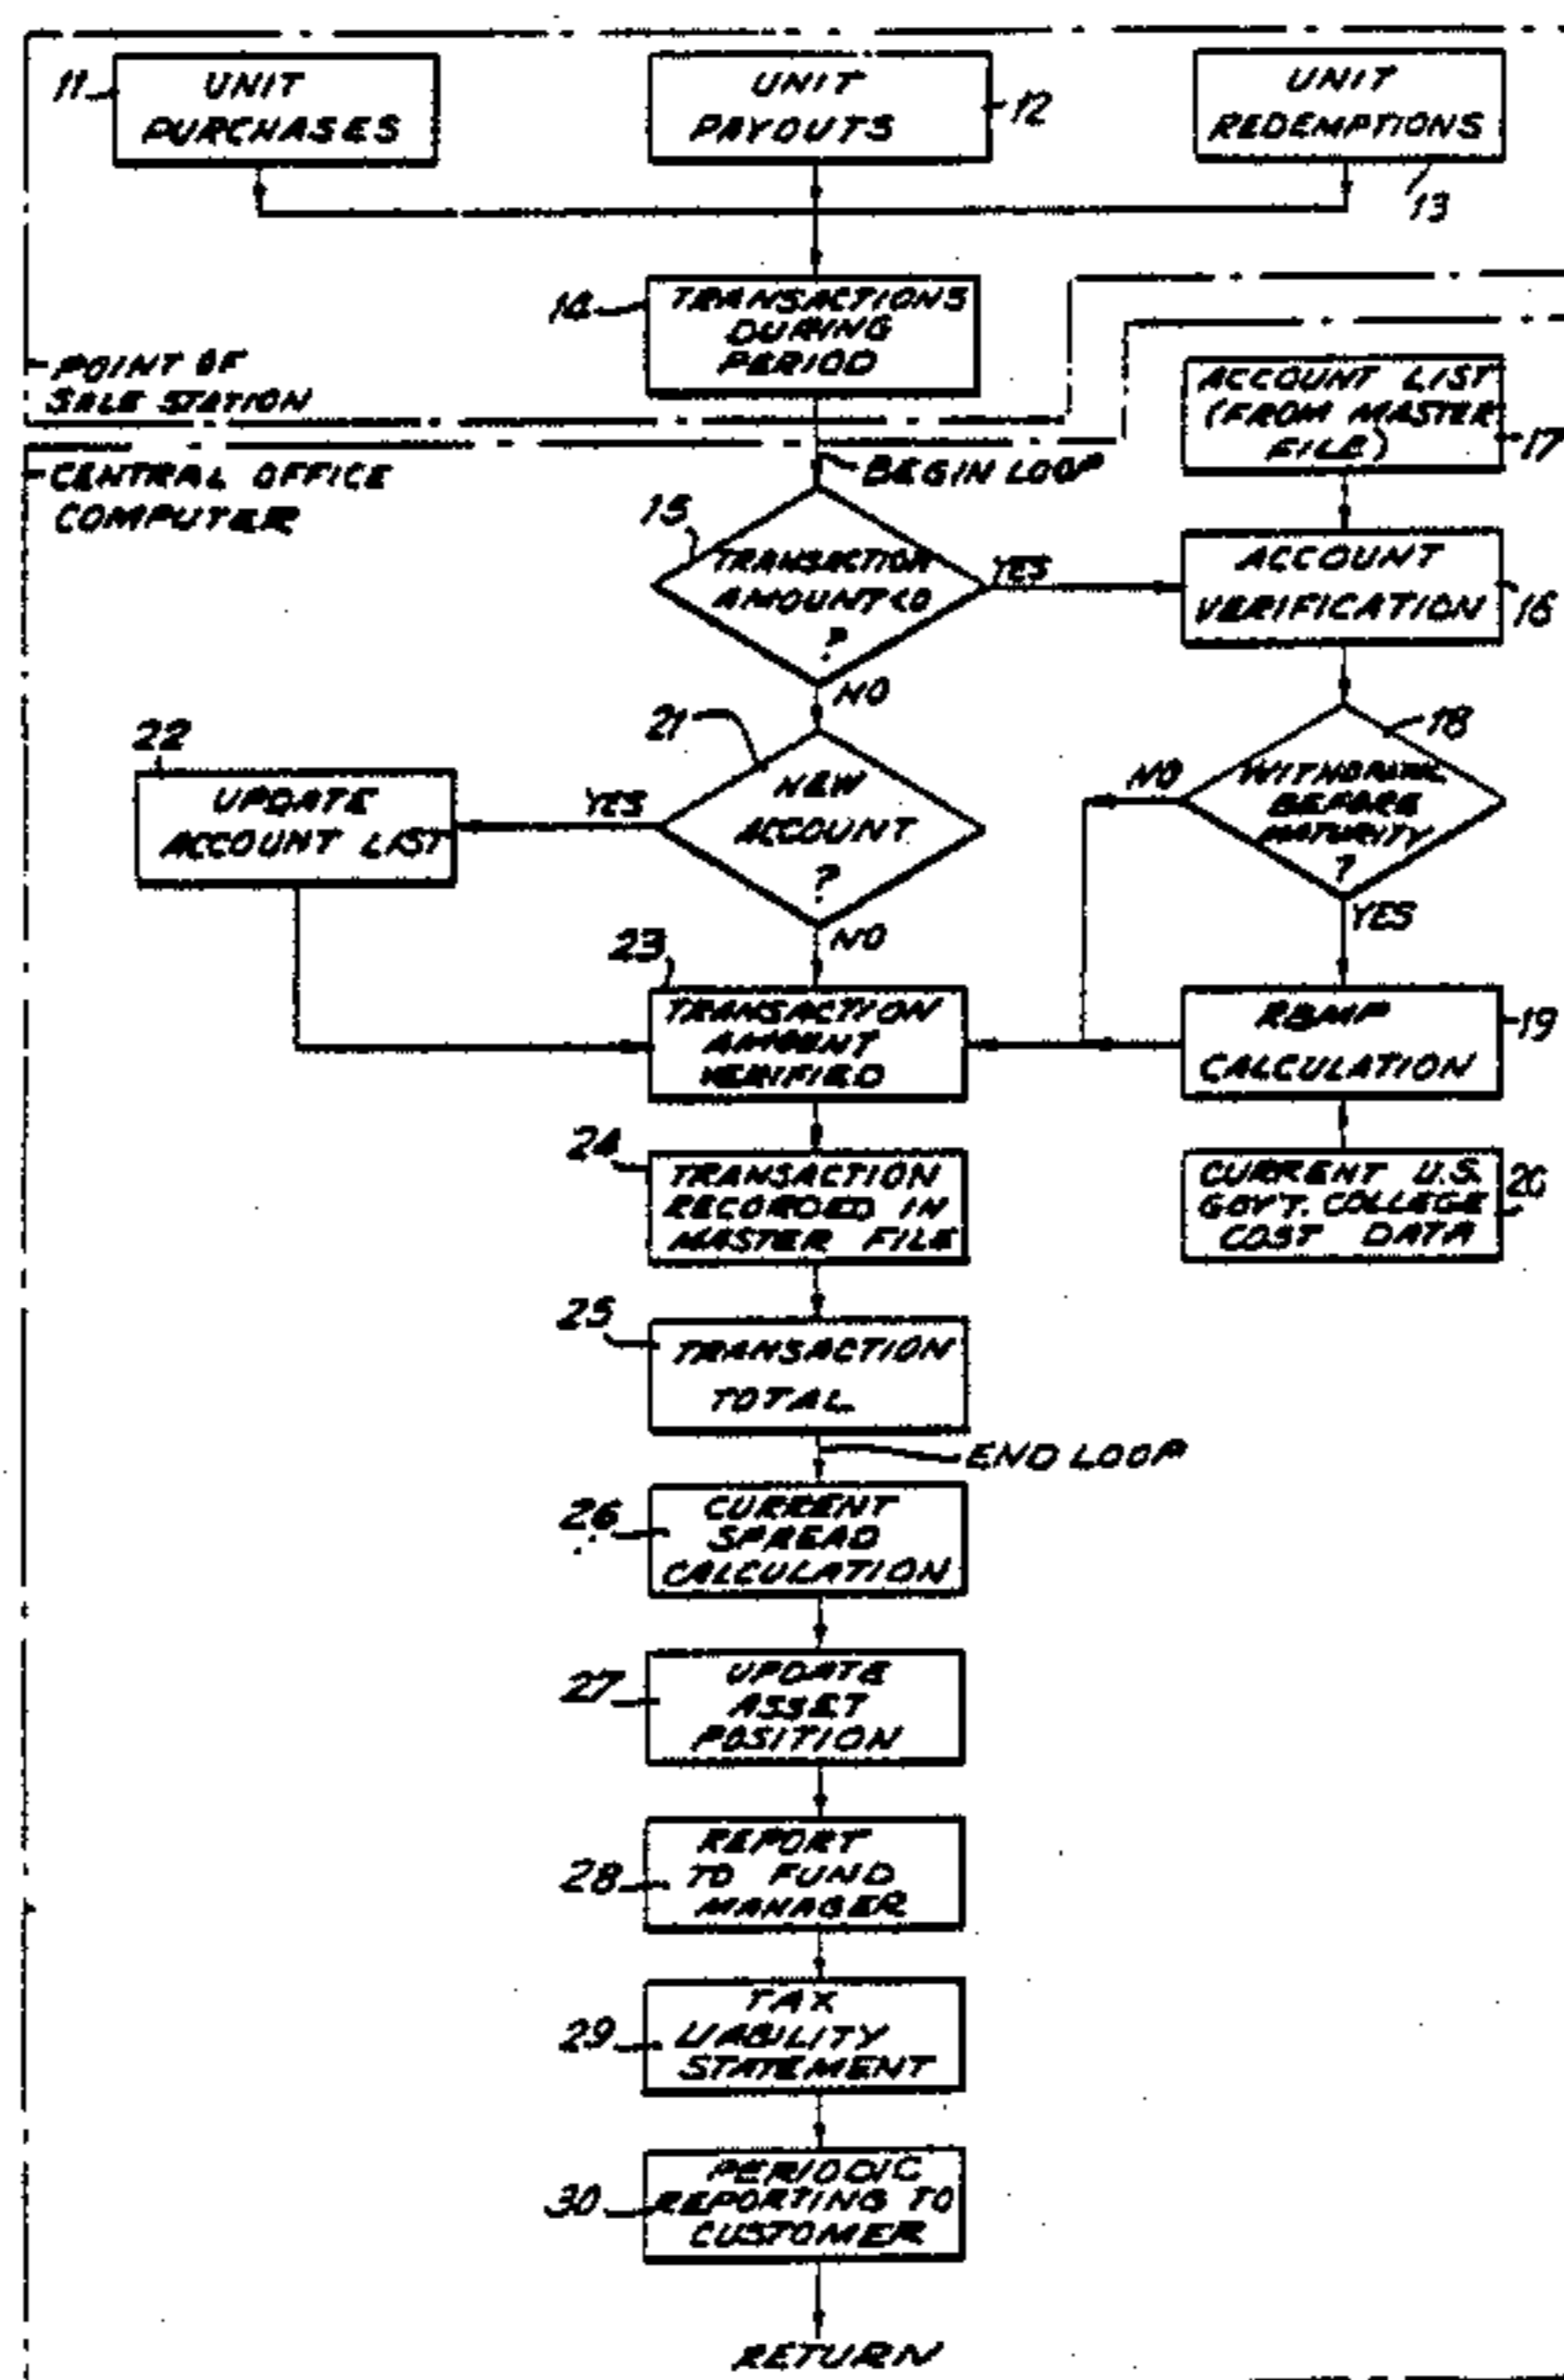 11
UNIT
PURCHASES
UNIT
PAYOUTS
12
UNIT
REDEMPTIONS
13
14
TRANSACTIONS
DURING
PERIOD
POINT OF
SALE STATION
CENTRAL OFFICE
COMPUTER
BEGIN LOOP
ACCOUNT LIST
(FROM MASTER
FILE)
17
15
TRANSACTION
AMOUNT<0
?
YES
NO
ACCOUNT
VERIFICATION
16
18
WITHDRAWAL
BEFORE
MATURITY
?
NO
YES
21
NEW
ACCOUNT
?
YES
NO
22
UPDATE
ACCOUNT LIST
23
TRANSACTION
AMOUNT
VERIFIED
RBMP
CALCULATION
19
24
TRANSACTION
RECORDED IN
MASTER FILE
CURRENT U.S.
GOV'T. COLLEGE
COST DATA
20
25
TRANSACTION
TOTAL
END LOOP
26
CURRENT
SPREAD
CALCULATION
27
UPDATE
ASSET
POSITION
28
REPORT
TO FUND
MANAGER
29
TAX
LIABILITY
STATEMENT
30
PERIODIC
REPORTING TO
CUSTOMER
RETURN